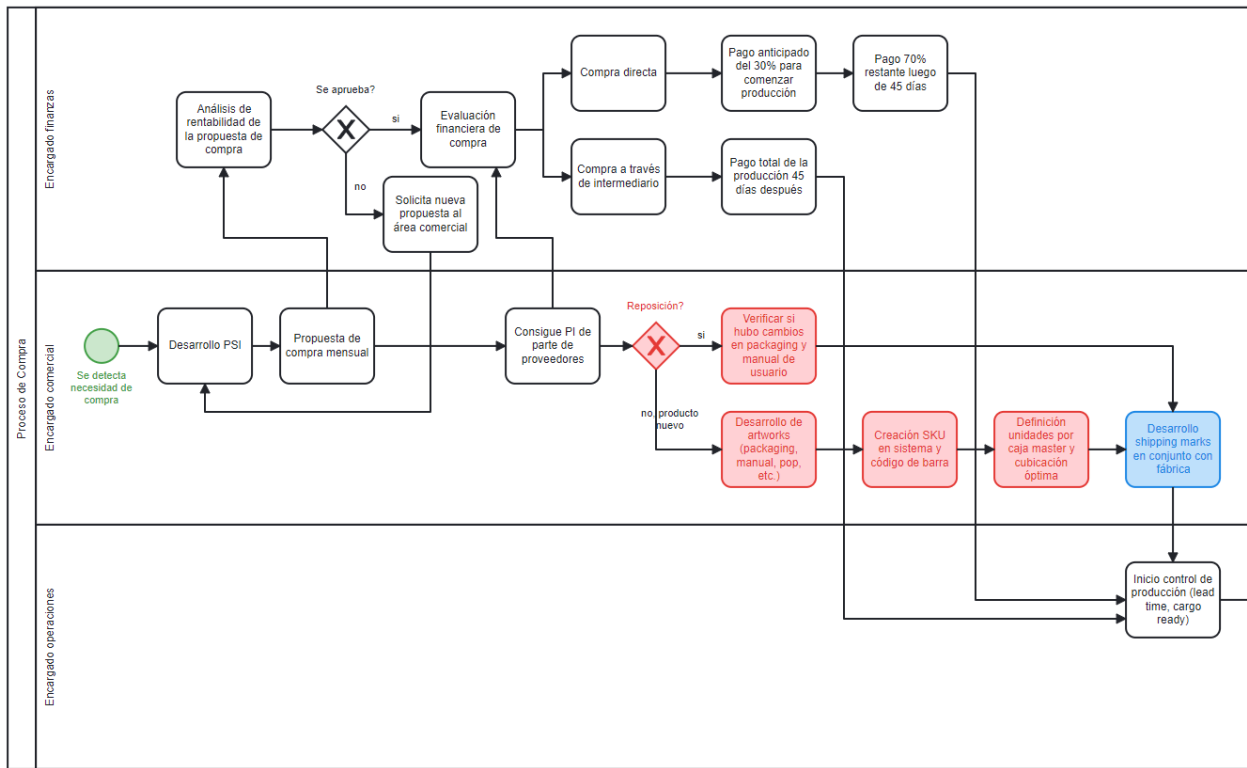 Proceso de Compra
Encargado finanzas
Se aprueba?
Análisis de
rentabilidad de
la propuesta de
compra
si
no
Evaluación
financiera de
compra
Solicita nueva
propuesta al
área comercial
Compra directa
Pago anticipado
del 30% para
comenzar
producción
Pago 70%
restante luego
de 45 días
Compra a través
de intermediario
Pago total de la
producción 45
días después
Encargado comercial
Se detecta
necesidad de
compra
Desarrollo PSI
Propuesta de
compra mensual
Consigue PI de
parte de
proveedores
Reposición?
si
no, producto
nuevo
Verificar si
hubo cambios
en packaging y
manual de
usuario
Desarrollo de
artworks
(packaging,
manual, pop,
etc.)
Creación SKU
en sistema y
código de barra
Definición
unidades por
caja master y
cubicación
óptima
Desarrollo
shipping marks
en conjunto con
fábrica
Encargado operaciones
Inicio control de
producción (lead
time, cargo
ready)